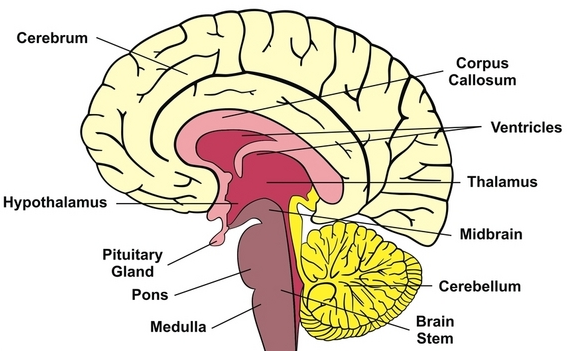 Cerebrum
Corpus
Callosum
Ventricles
Thalamus
Hypothalamus
Midbrain
Pituitary
Gland
Cerebellum
Pons
Medulla
Brain
Stem